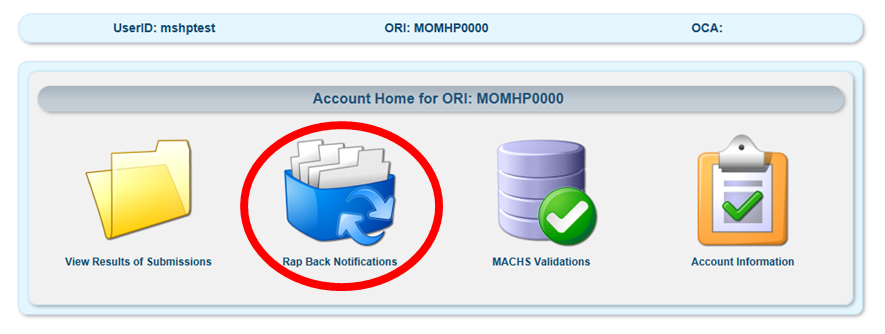 UserID: mshptest ORI: MOMHP0000 OCA:
Account Home for ORI: MOMHP0000
View Results of Submissions Rap Back Notifications MACHS Validations Account Information